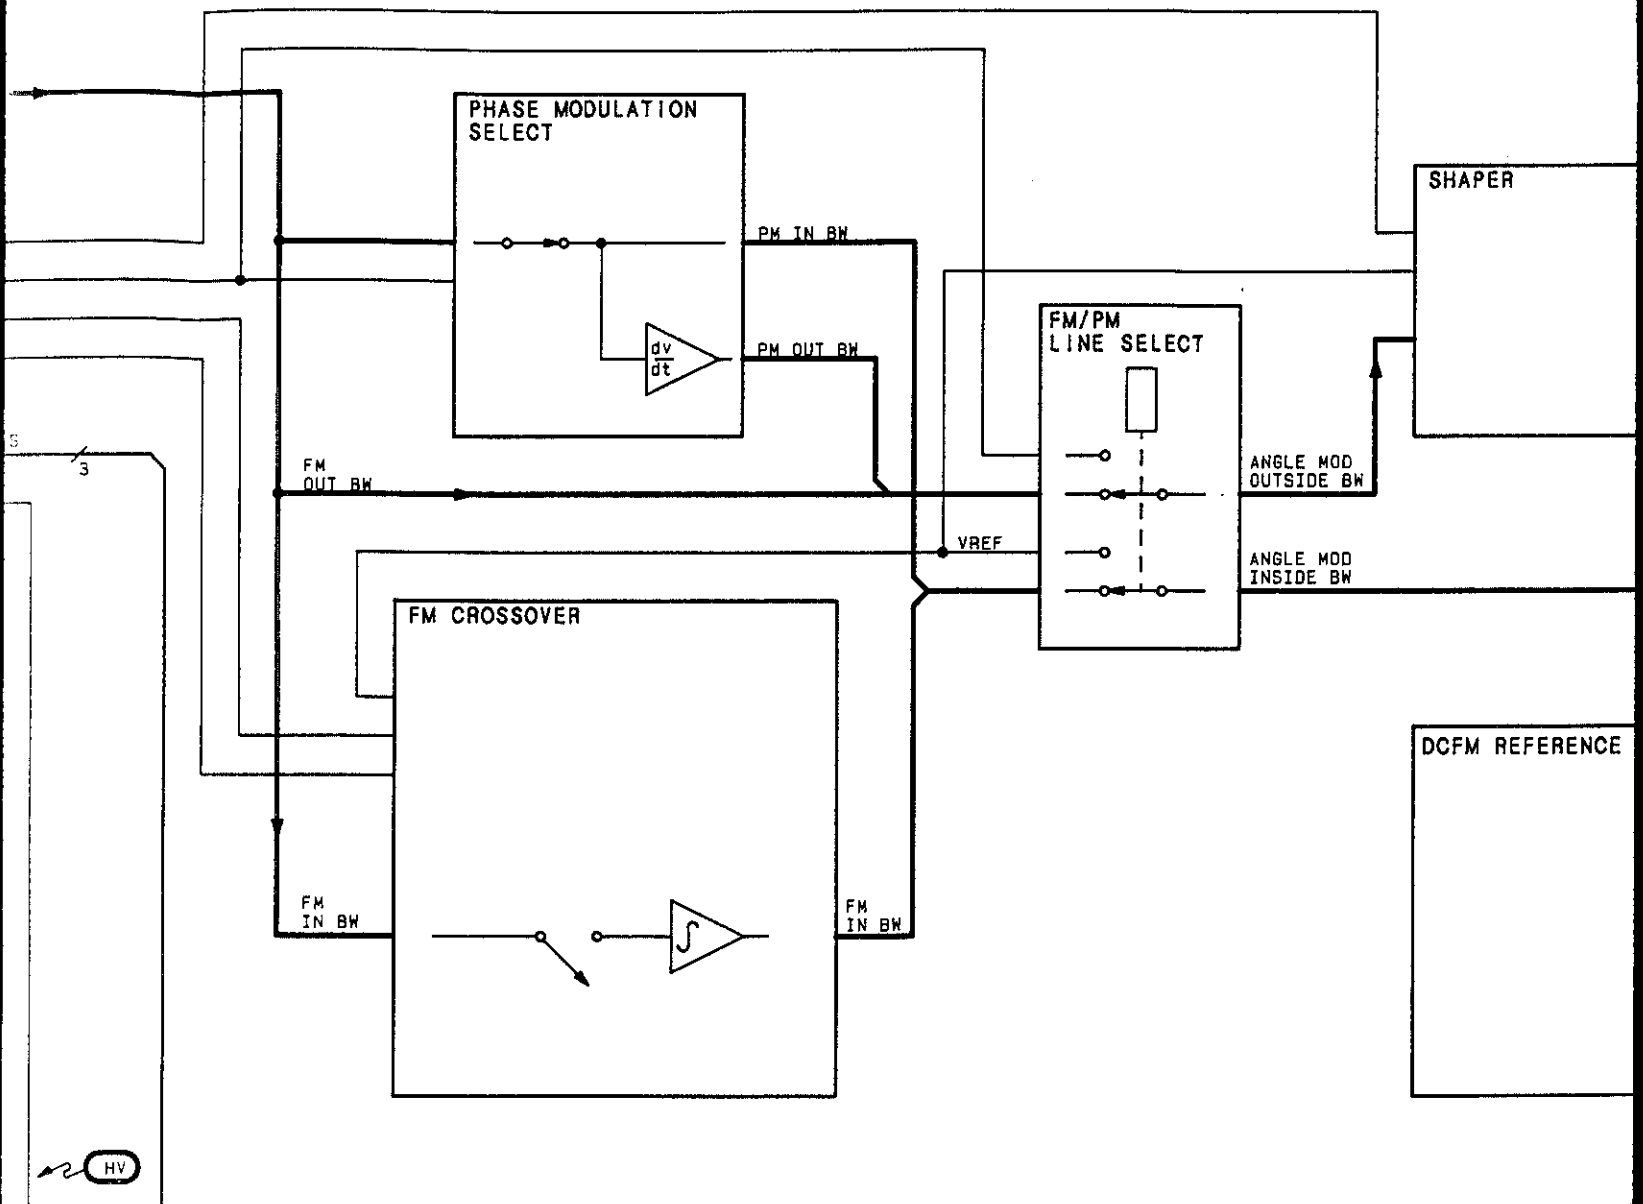 PHASE MODULATION
SELECT
dv
dt
PM IN BW
PM OUT BW
SHAPER
FM/PM
LINE SELECT
S
3
FM
OUT BW
ANGLE MOD
OUTSIDE BW
VREF
ANGLE MOD
INSIDE BW
FM CROSSOVER
DCFM REFERENCE
FM
IN BW
∫
FM
IN BW
HV